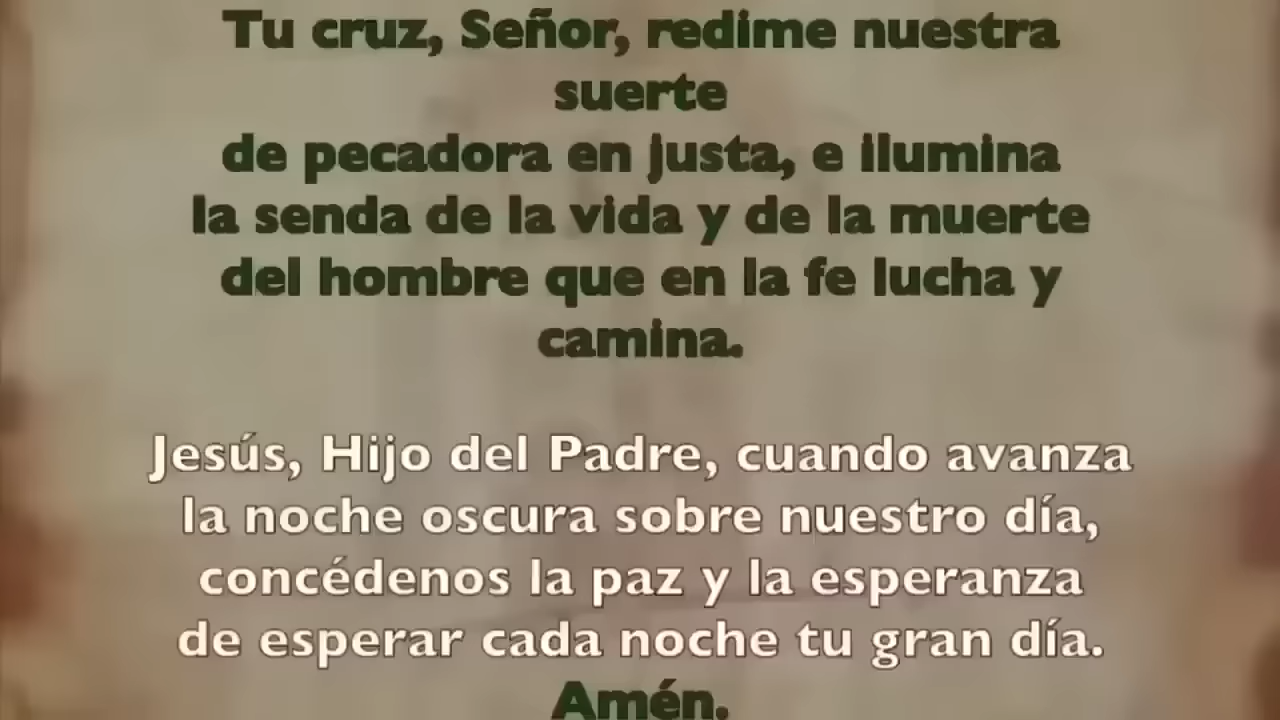 Tu cruz, Señor, redime nuestra
suerte
de pecadora en justa, e ilumina
la senda de la vida y de la muerte
del hombre que en la fe lucha y
camina.
Jesús, Hijo del Padre, cuando avanza
la noche oscura sobre nuestro día,
concédenos la paz y la esperanza
de esperar cada noche tu gran día.
Amén.